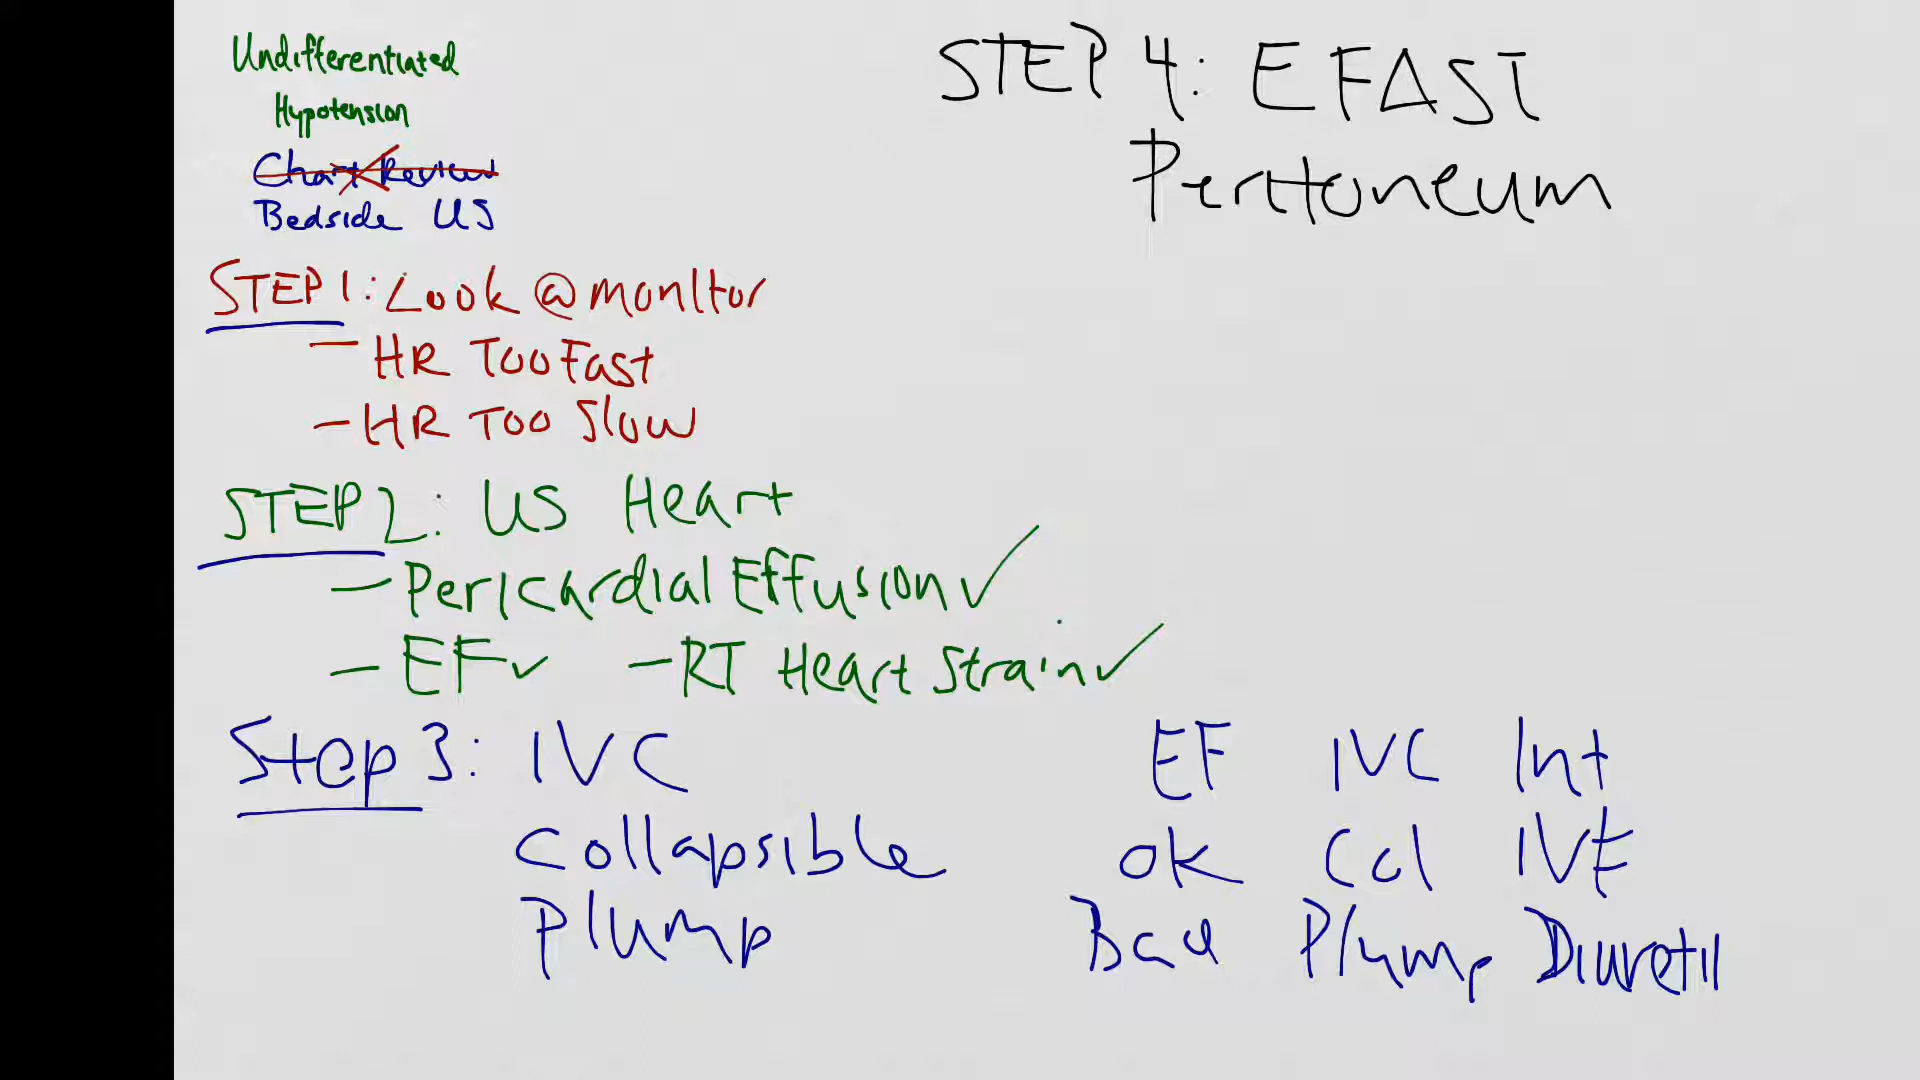 Undifferentiated
Hypotension
Chart Review
Bedside US
STEP 1: Look @ monitor
- HR Too Fast
- HR Too Slow
STEP 2: US Heart
- Pericardial Effusion ✓
- EF ✓ - RT Heart Strain ✓
Step 3: IVC
Collapsible
Plump
EF IVC Int
OK Col IVF
Bad Plump Diuretic
STEP 4: EFAST
Peritoneum